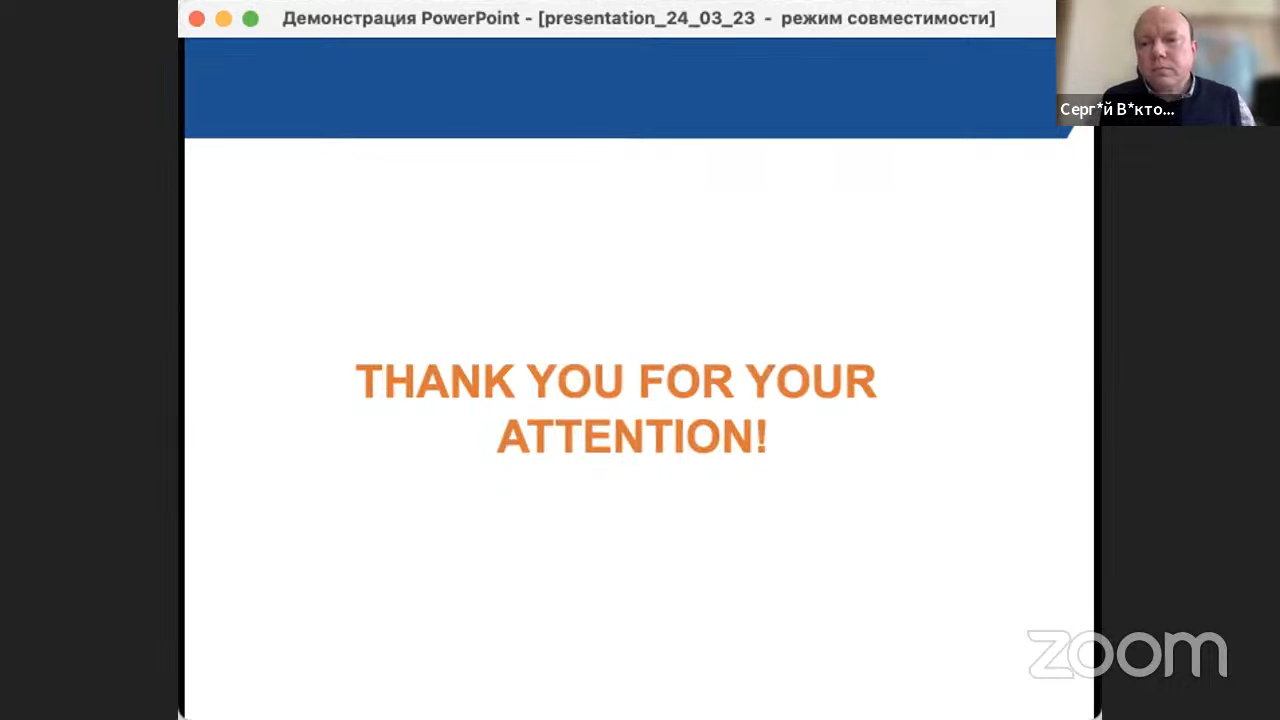 Демонстрация PowerPoint - [presentation_24_03_23 - режим совместимости]
Серг*й В*кто...
THANK YOU FOR YOUR
ATTENTION!
zoom